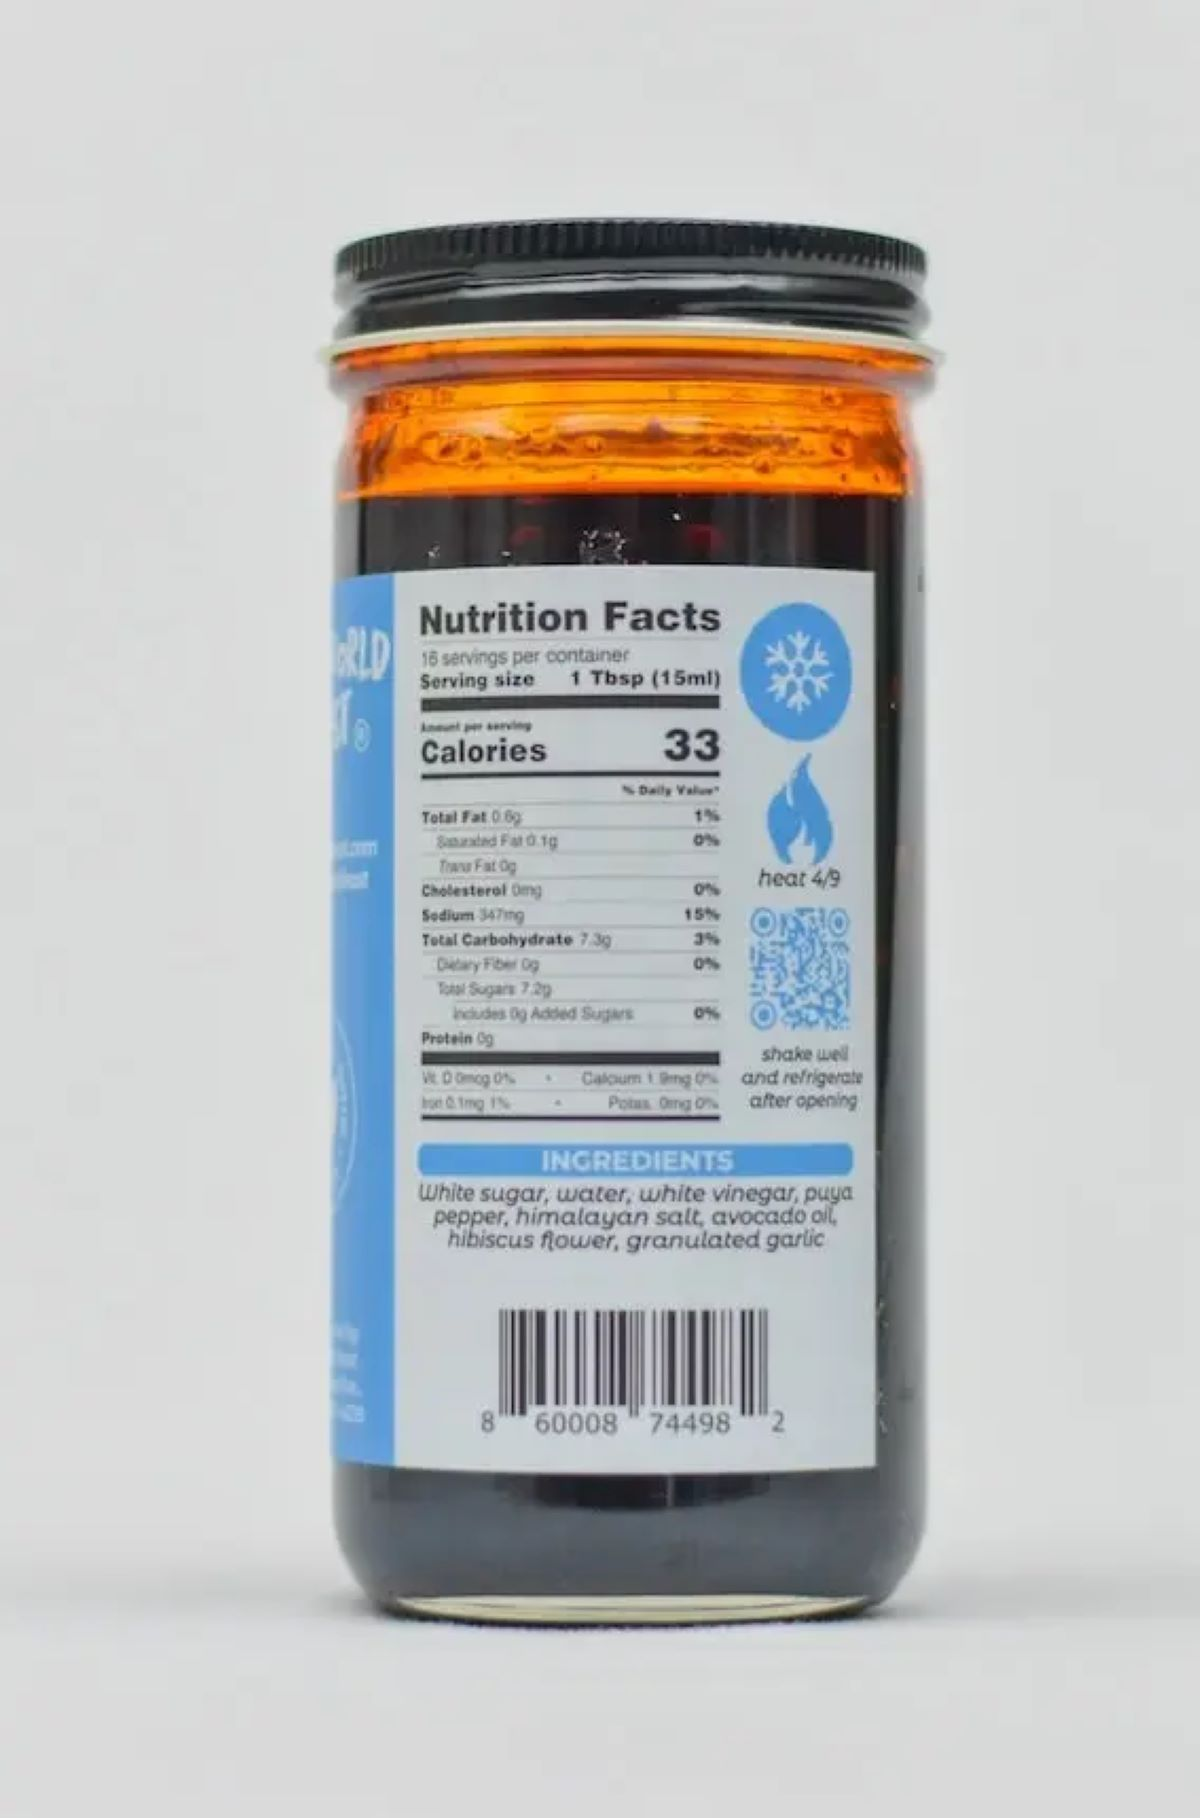 Nutrition Facts
16 servings per container
Serving size 1 Tbsp (15ml)
Amount per serving
Calories 33
% Daily Value*
Total Fat 0.6g 1%
Saturated Fat 0.1g 0%
Trans Fat 0g
Cholesterol 0mg 0%
Sodium 347mg 15%
Total Carbohydrate 7.3g 3%
Dietary Fiber 0g 0%
Total Sugars 7.2g
Includes 0g Added Sugars 0%
Protein 0g
Vit. D 0mcg 0% • Calcium 1.9mg 0%
Iron 0.1mg 1% • Potas. 0mg 0%
heat 4/9
shake well
and refrigerate
after opening
INGREDIENTS
White sugar, water, white vinegar, puya
pepper, himalayan salt, avocado oil,
hibiscus flower, granulated garlic
8 60008 74498 2